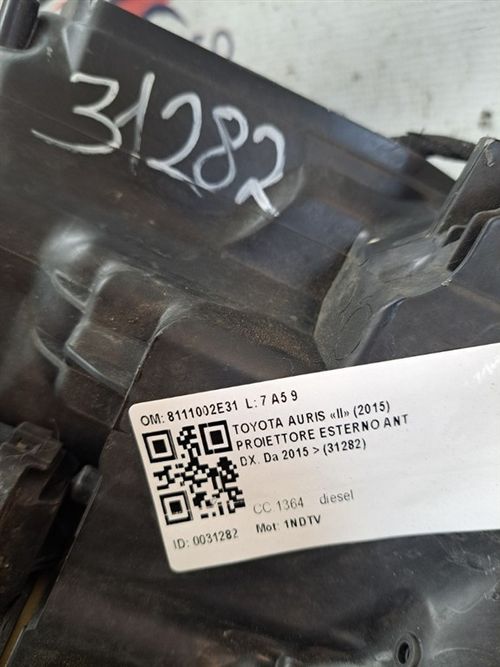 31282
OM: 8111002E31 L: 7 A5 9
TOYOTA AURIS «II» (2015)
PROIETTORE ESTERNO ANT
DX. Da 2015 > (31282)
CC 1364 diesel
Mot: 1NDTV
ID: 0031282